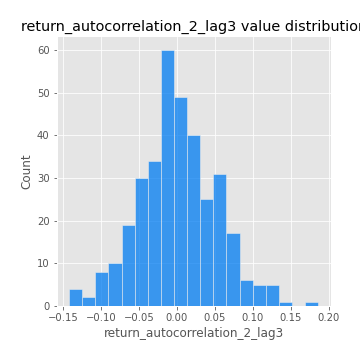 return_autocorrelation_2_lag3 value distribution
Count
60
50
40
30
20
10
0
−0.15 −0.10 −0.05 0.00 0.05 0.10 0.15 0.20
return_autocorrelation_2_lag3